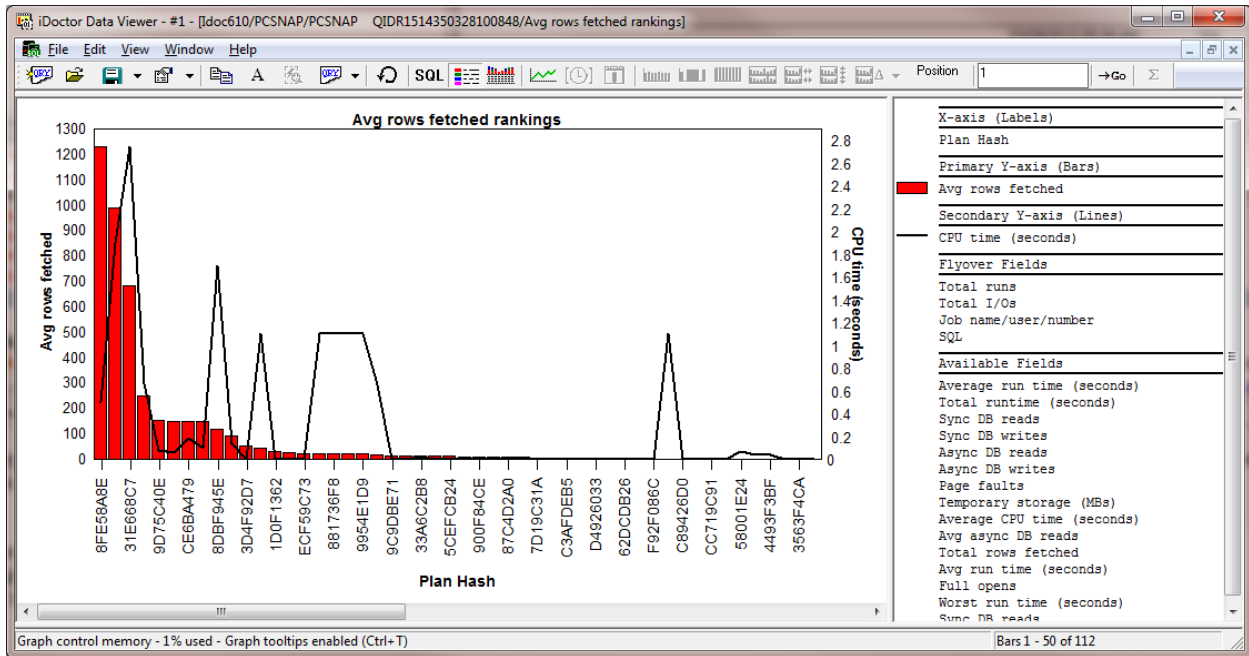 iDoctor Data Viewer - #1 - [Idoc610/PCSNAP/PCSNAP    QIDR1514350328100848/Avg rows fetched rankings]
File Edit View Window Help
QRY A QRY SQL Position 1 →Go Σ
Avg rows fetched rankings
1300
1200
1100
1000
900
800
700
600
500
400
300
200
100
0
Avg rows fetched
2.8
2.6
2.4
2.2
2
1.8
1.6
1.4
1.2
1
0.8
0.6
0.4
0.2
0
CPU time (seconds)
8FE58A8E
31E668C7
9D75C40E
CE6BA479
8DBF945E
3D4F92D7
1D0F1362
ECF59C73
881736F8
9954E1D9
9C9DBE71
33A6C2B8
5CEFCB24
900F84CE
87C4D2A0
7D19C31A
C3AFDEB5
D4926033
62DCDB26
F92F086C
C89426D0
CC719C91
58001E24
4493F3BF
3563F4CA
Plan Hash
X-axis (Labels)
Plan Hash
Primary Y-axis (Bars)
Avg rows fetched
Secondary Y-axis (Lines)
CPU time (seconds)
Flyover Fields
Total runs
Total I/Os
Job name/user/number
SQL
Available Fields
Average run time (seconds)
Total runtime (seconds)
Sync DB reads
Sync DB writes
Async DB reads
Async DB writes
Page faults
Temporary storage (MBs)
Average CPU time (seconds)
Avg async DB reads
Total rows fetched
Avg run time (seconds)
Full opens
Worst run time (seconds)
Sync DB reads
Graph control memory - 1% used - Graph tooltips enabled (Ctrl+T)
Bars 1 - 50 of 112